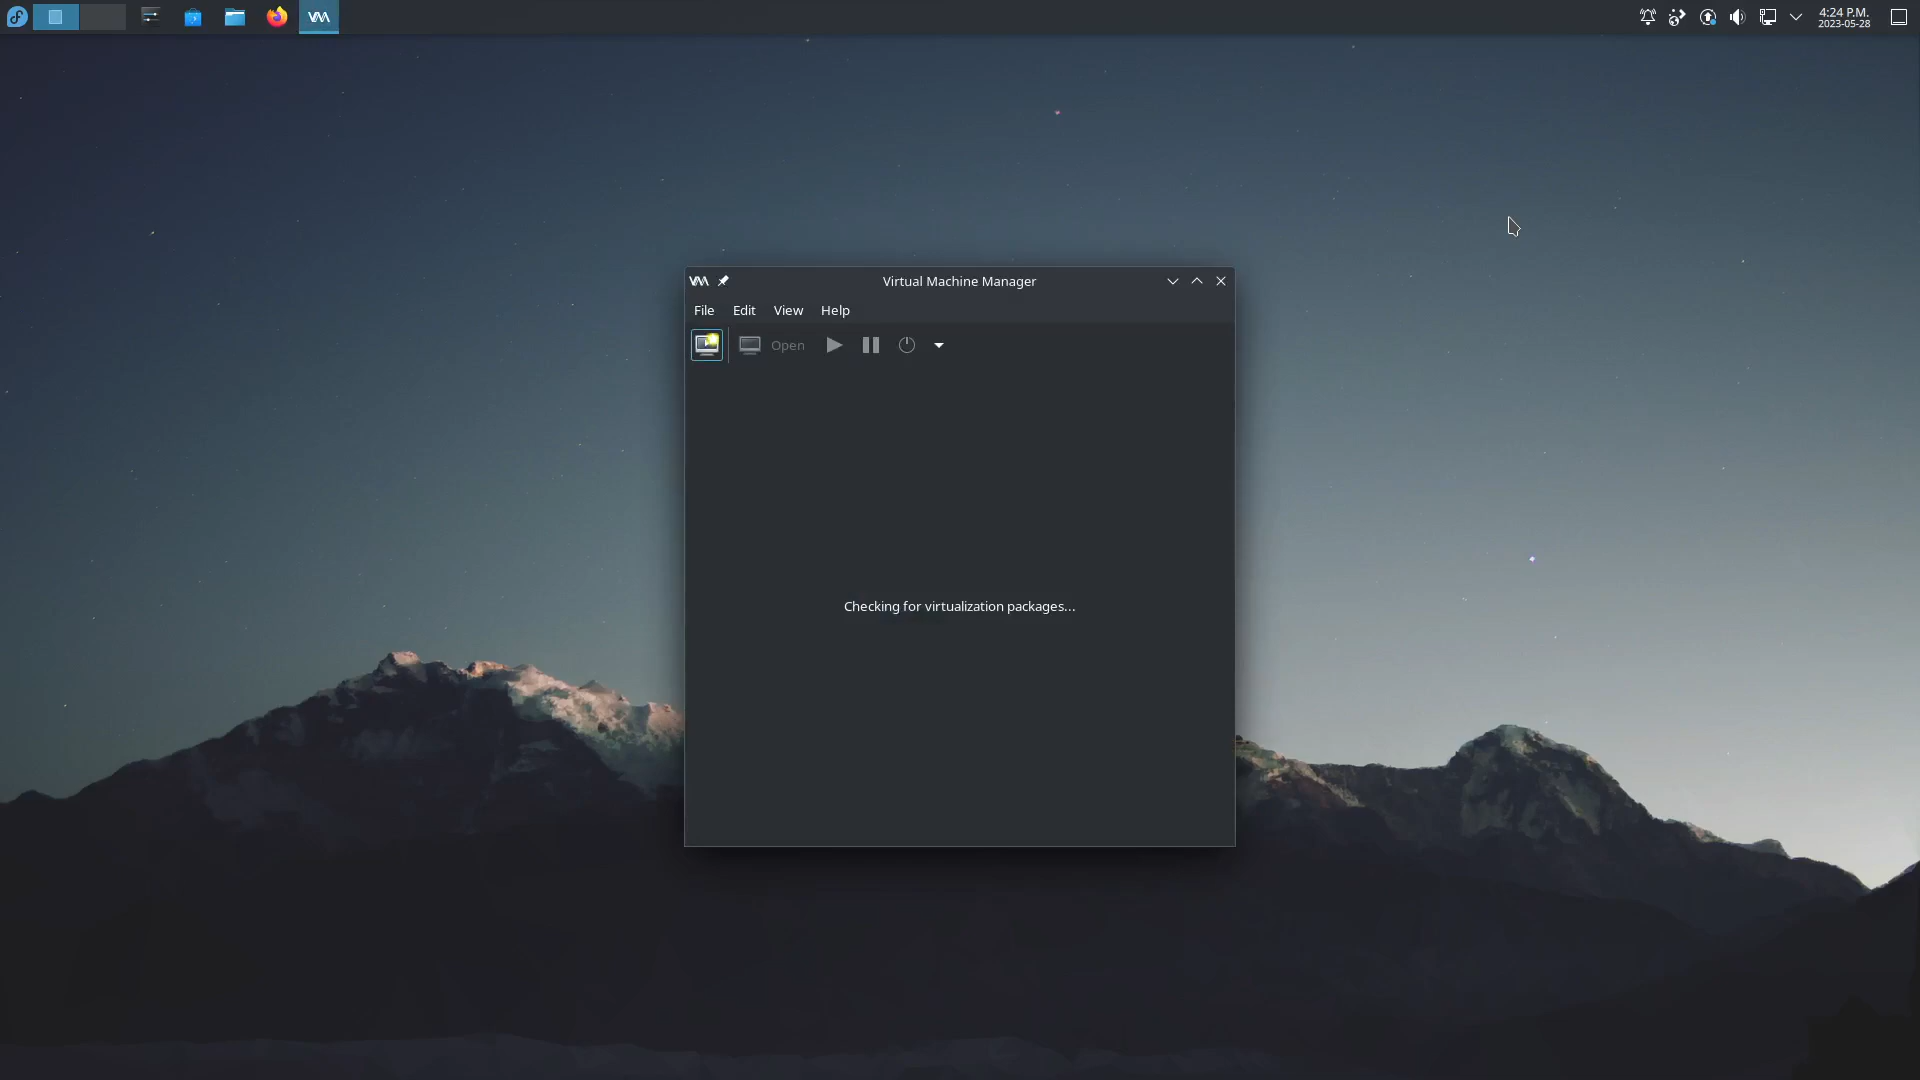 4:24 P.M.
2023-05-28
Virtual Machine Manager
File Edit View Help
Open
Checking for virtualization packages...